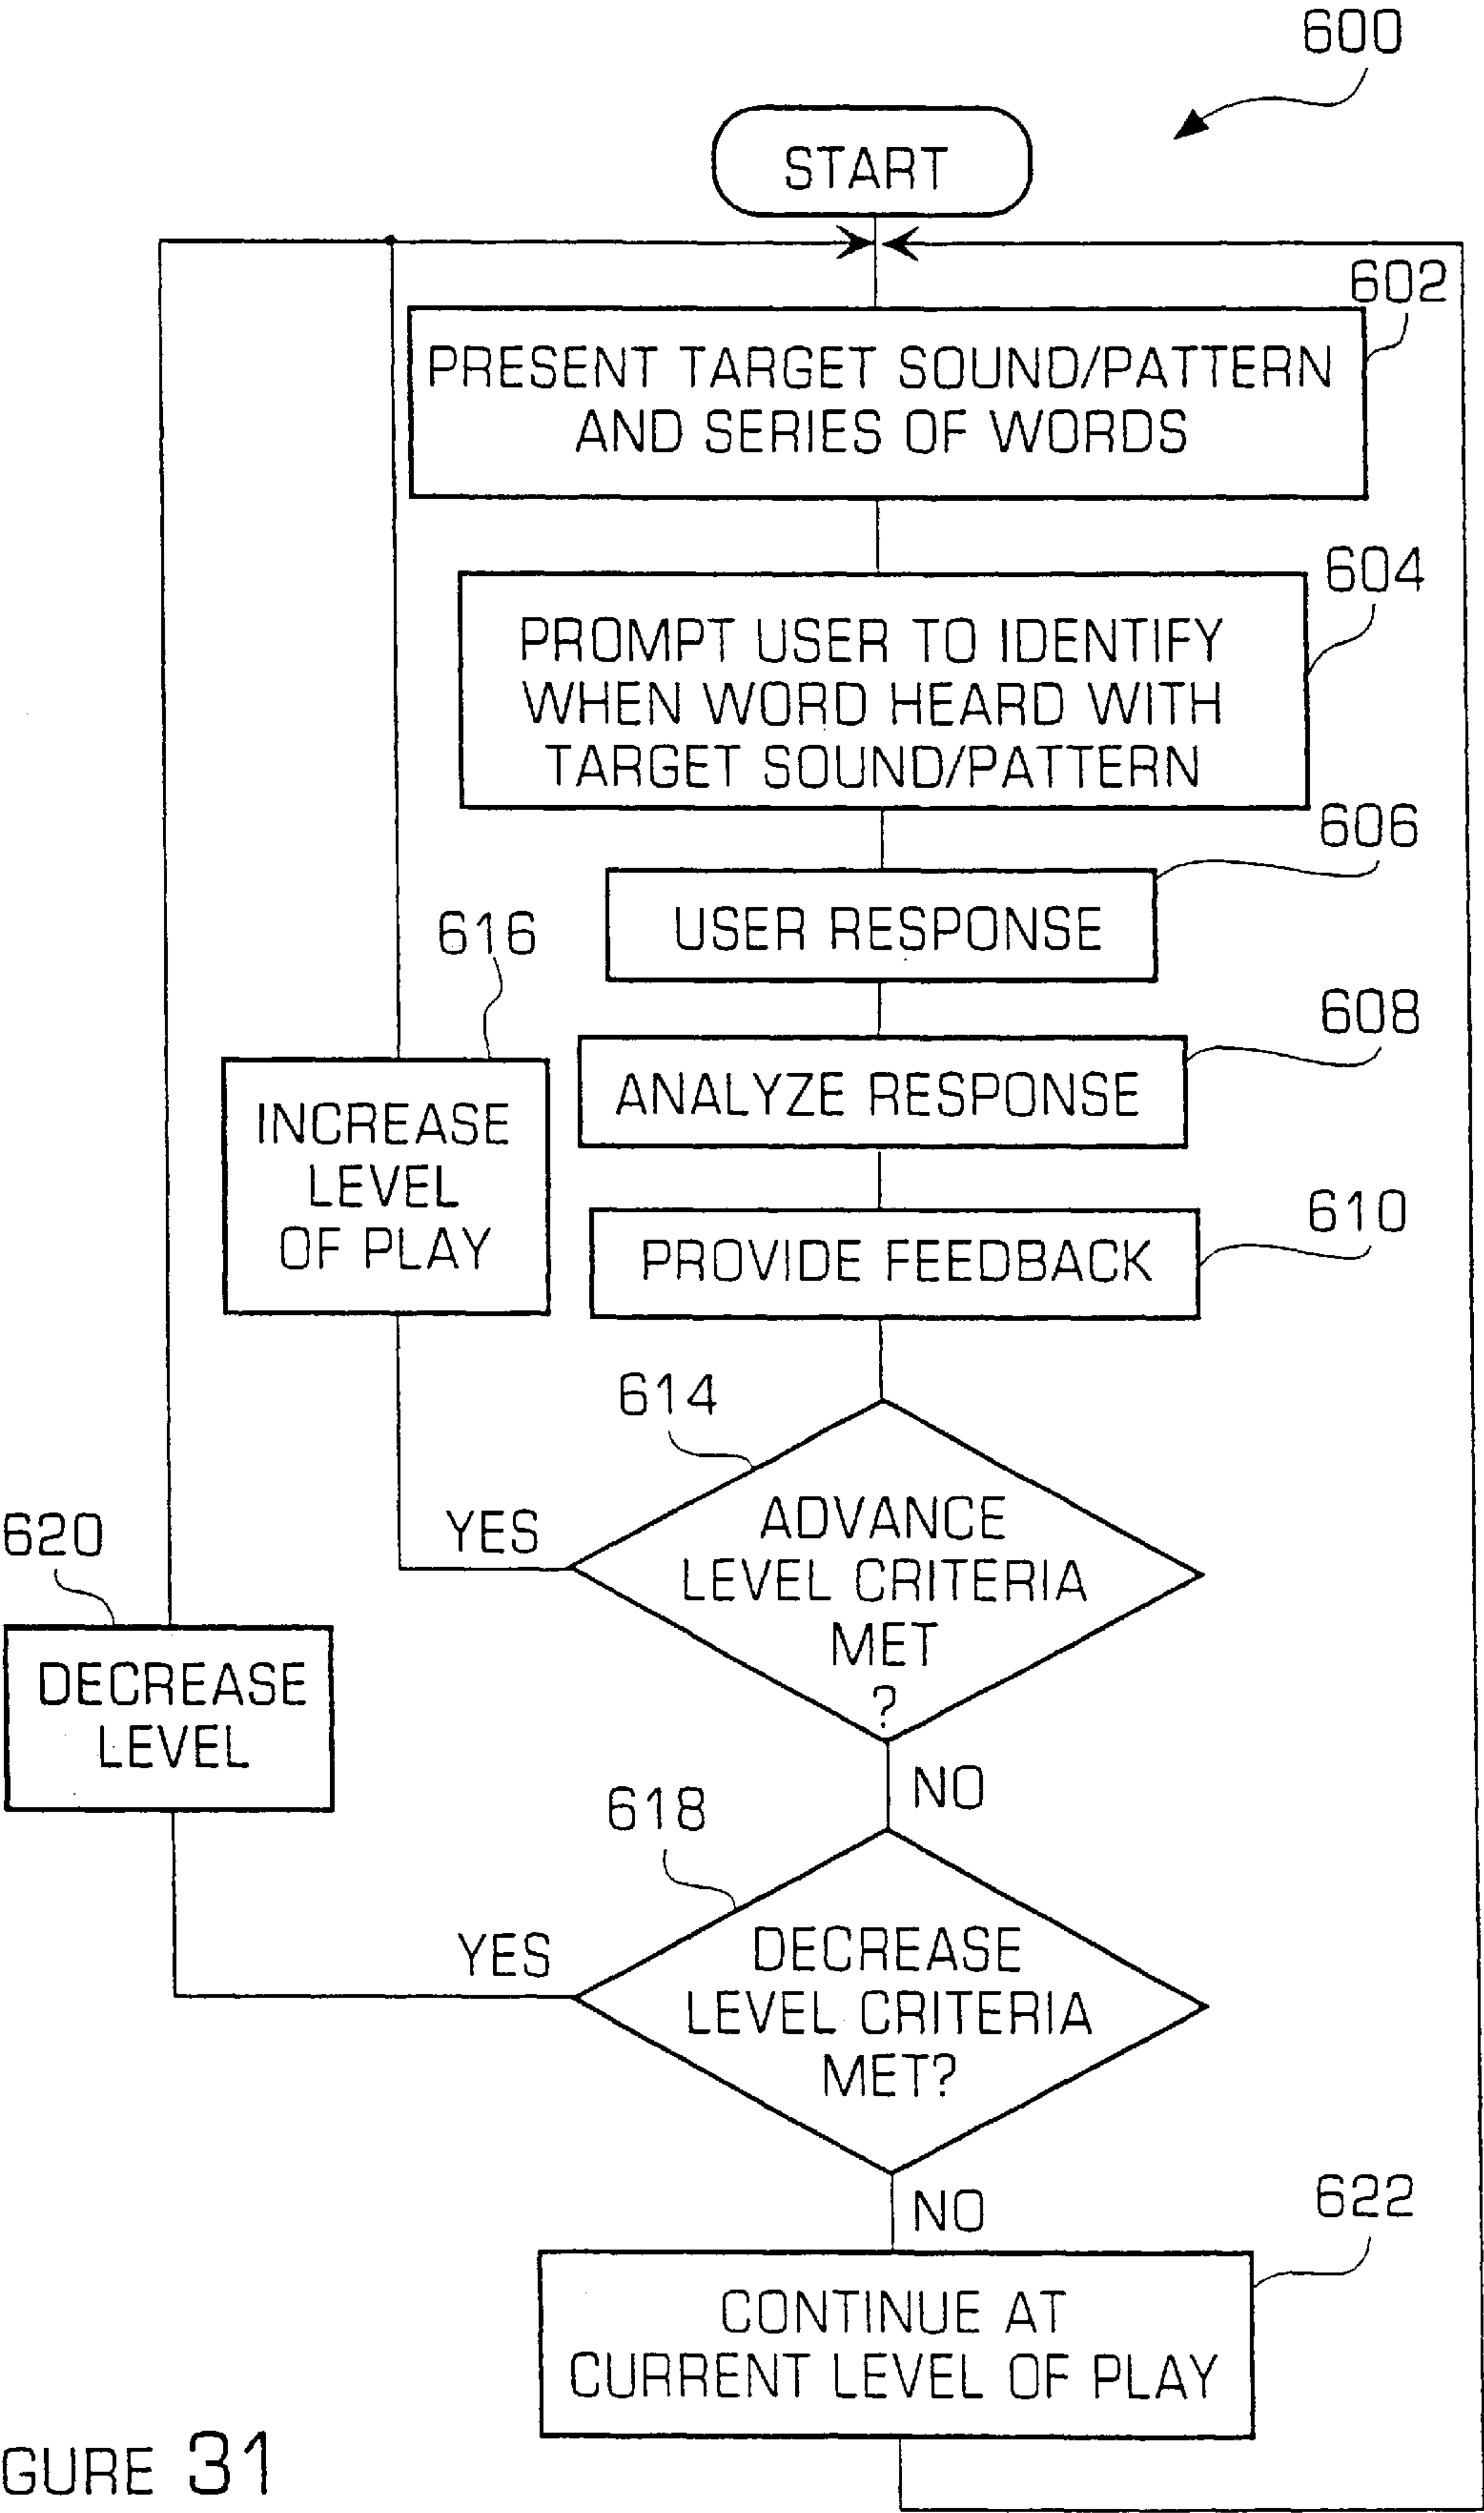 600
START
602
PRESENT TARGET SOUND/PATTERN
AND SERIES OF WORDS
604
PROMPT USER TO IDENTIFY
WHEN WORD HEARD WITH
TARGET SOUND/PATTERN
606
USER RESPONSE
616
608
ANALYZE RESPONSE
INCREASE
LEVEL
OF PLAY
610
PROVIDE FEEDBACK
614
ADVANCE
LEVEL CRITERIA
MET
?
YES
620
DECREASE
LEVEL
NO
618
DECREASE
LEVEL CRITERIA
MET?
YES
NO
622
CONTINUE AT
CURRENT LEVEL OF PLAY
GURE 31